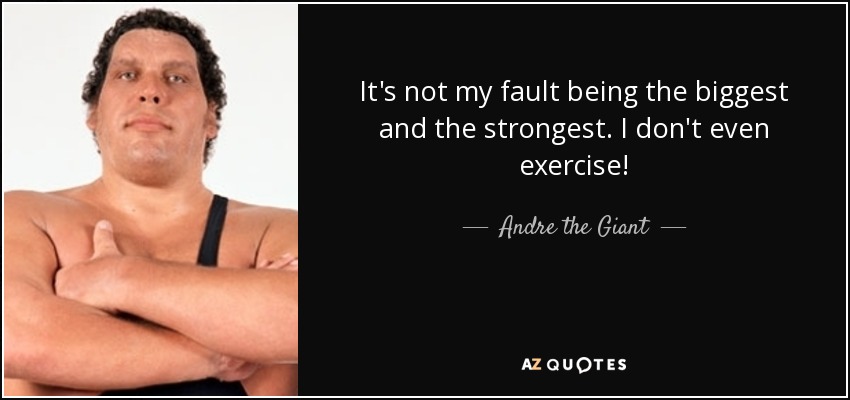 It's not my fault being the biggest
and the strongest. I don't even
exercise!
— Andre the Giant —
AZ QUOTES